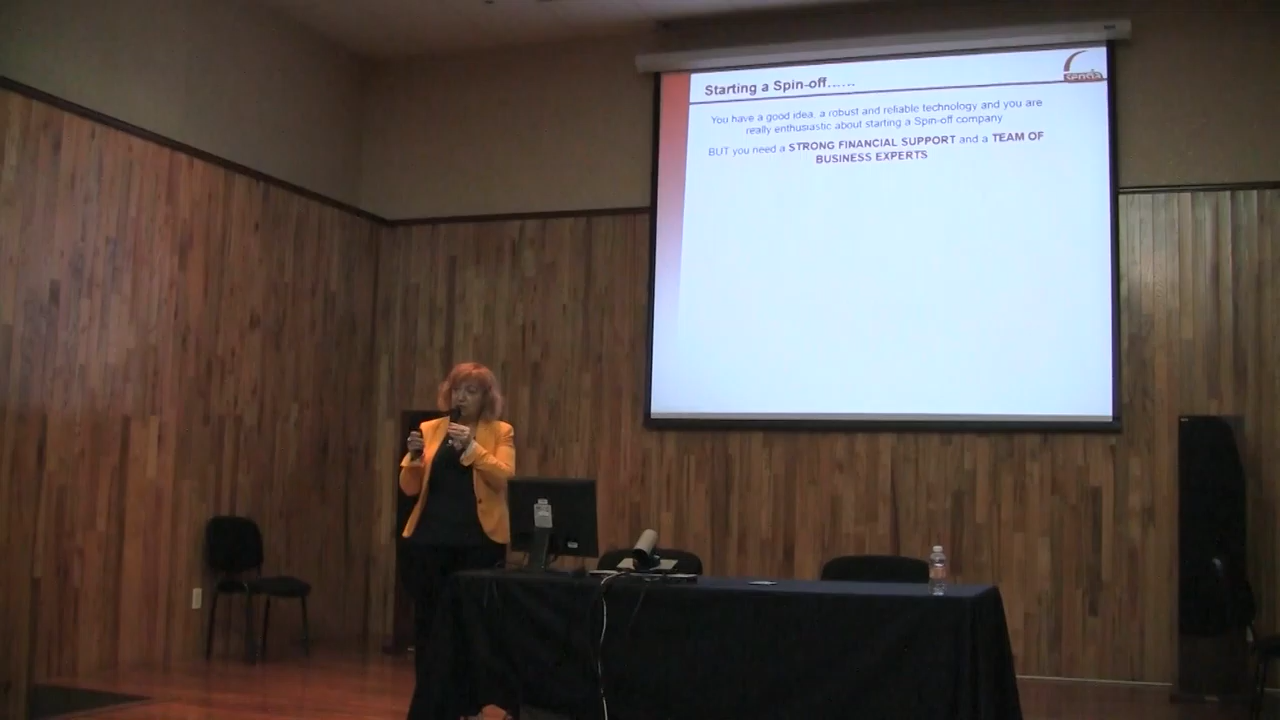 Starting a Spin-off......
You have a good idea, a robust and reliable technology and you are
really enthusiastic about starting a Spin-off company
BUT you need a STRONG FINANCIAL SUPPORT and a TEAM OF
BUSINESS EXPERTS